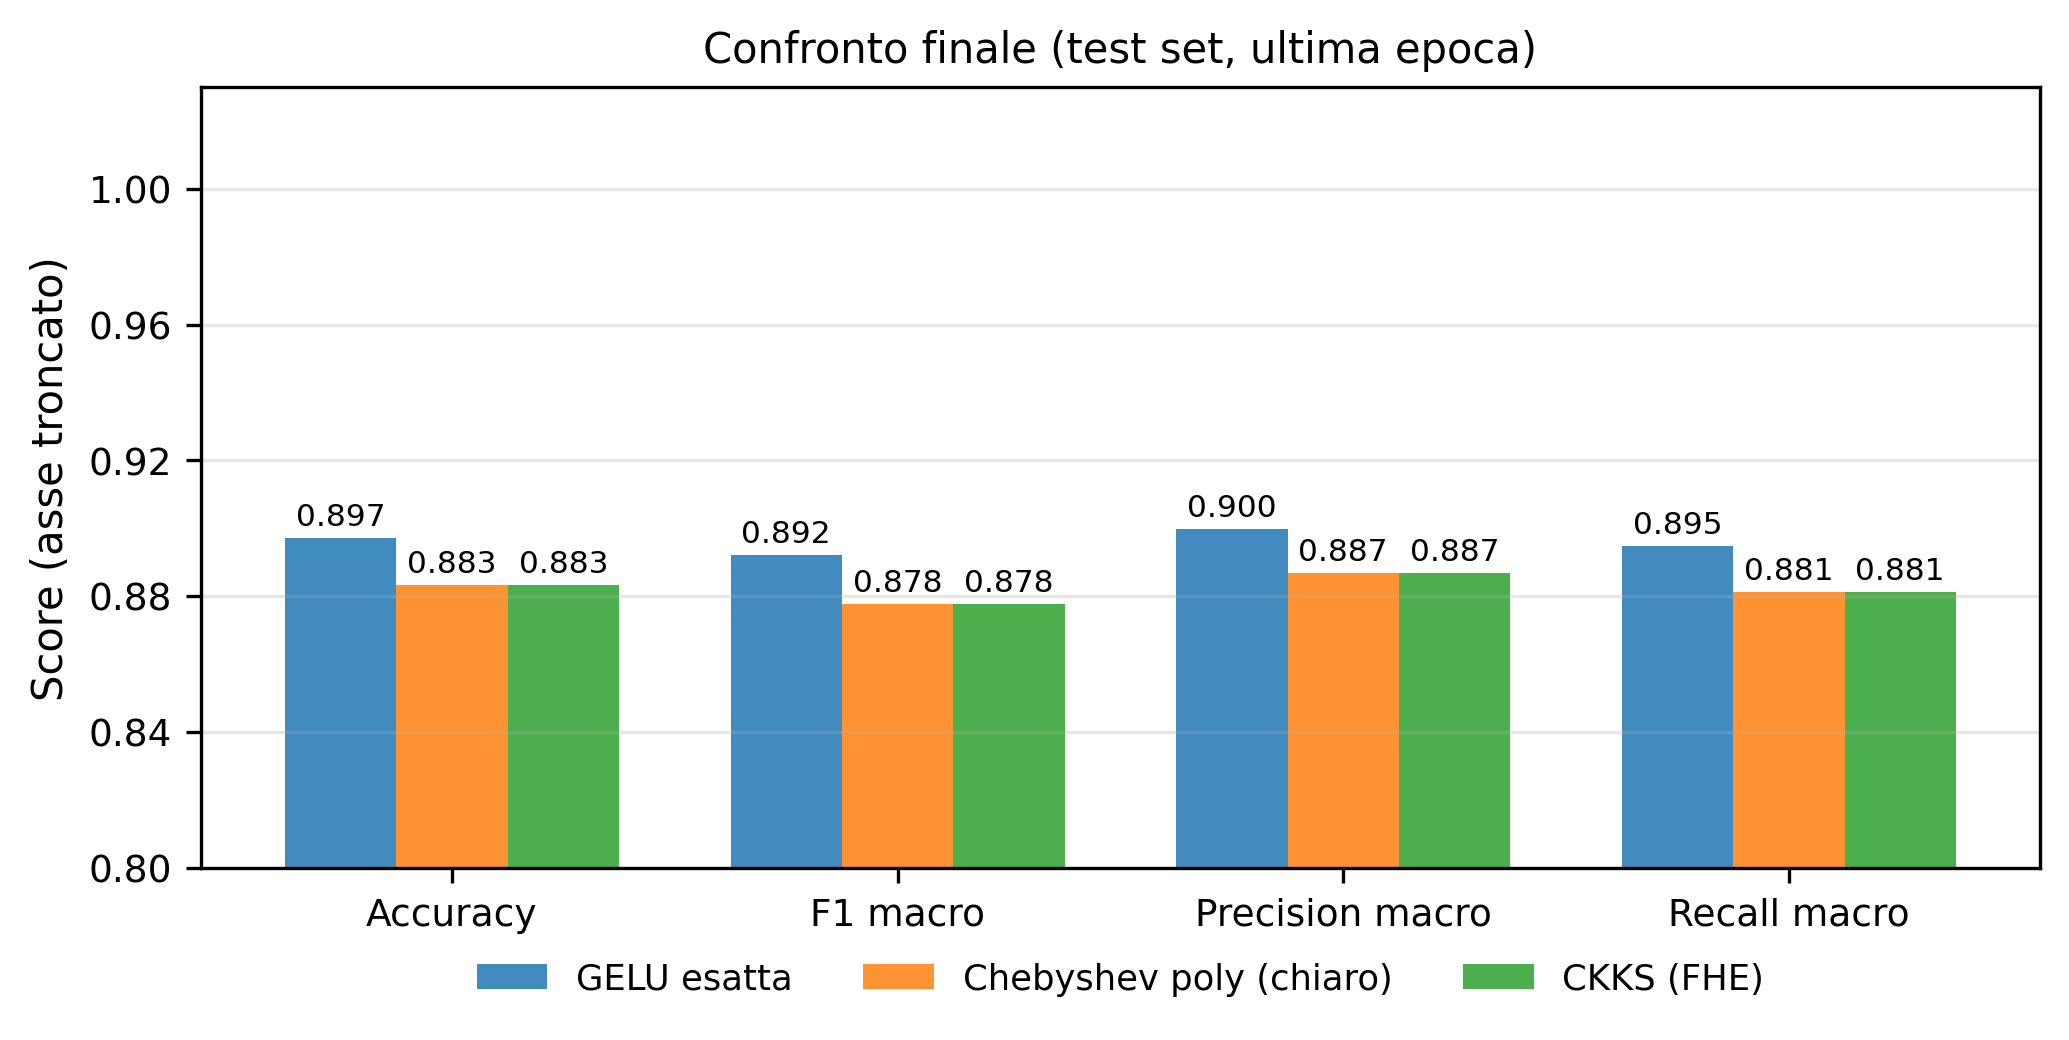 Confronto finale (test set, ultima epoca)
Score (asse troncato)
1.00
0.96
0.92
0.88
0.84
0.80
0.897
0.883
0.883
0.892
0.878
0.878
0.900
0.887
0.887
0.895
0.881
0.881
Accuracy
F1 macro
Precision macro
Recall macro
GELU esatta
Chebyshev poly (chiaro)
CKKS (FHE)